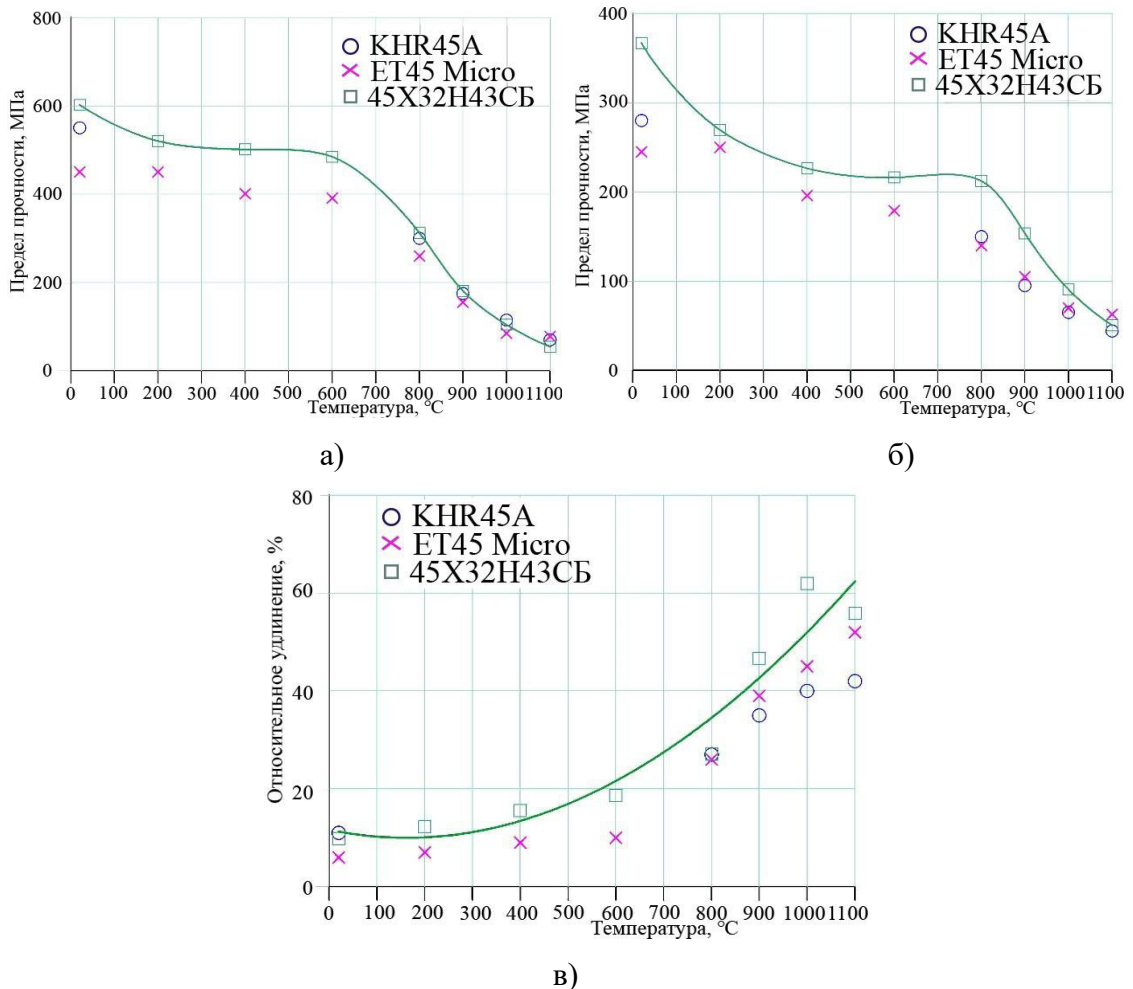 800
600
400
200
0
Предел прочности, МПа
KHR45A
ET45 Micro
45Х32Н43СБ
0 100 200 300 400 500 600 700 800 900 1000 1100
Температура, °С
а)
400
300
200
100
0
Предел прочности, МПа
KHR45A
ET45 Micro
45Х32Н43СБ
0 100 200 300 400 500 600 700 800 900 1000 1100
Температура, °С
б)
80
60
40
20
0
Относительное удлинение, %
KHR45A
ET45 Micro
45Х32Н43СБ
0 100 200 300 400 500 600 700 800 900 1000 1100
Температура, °С
в)